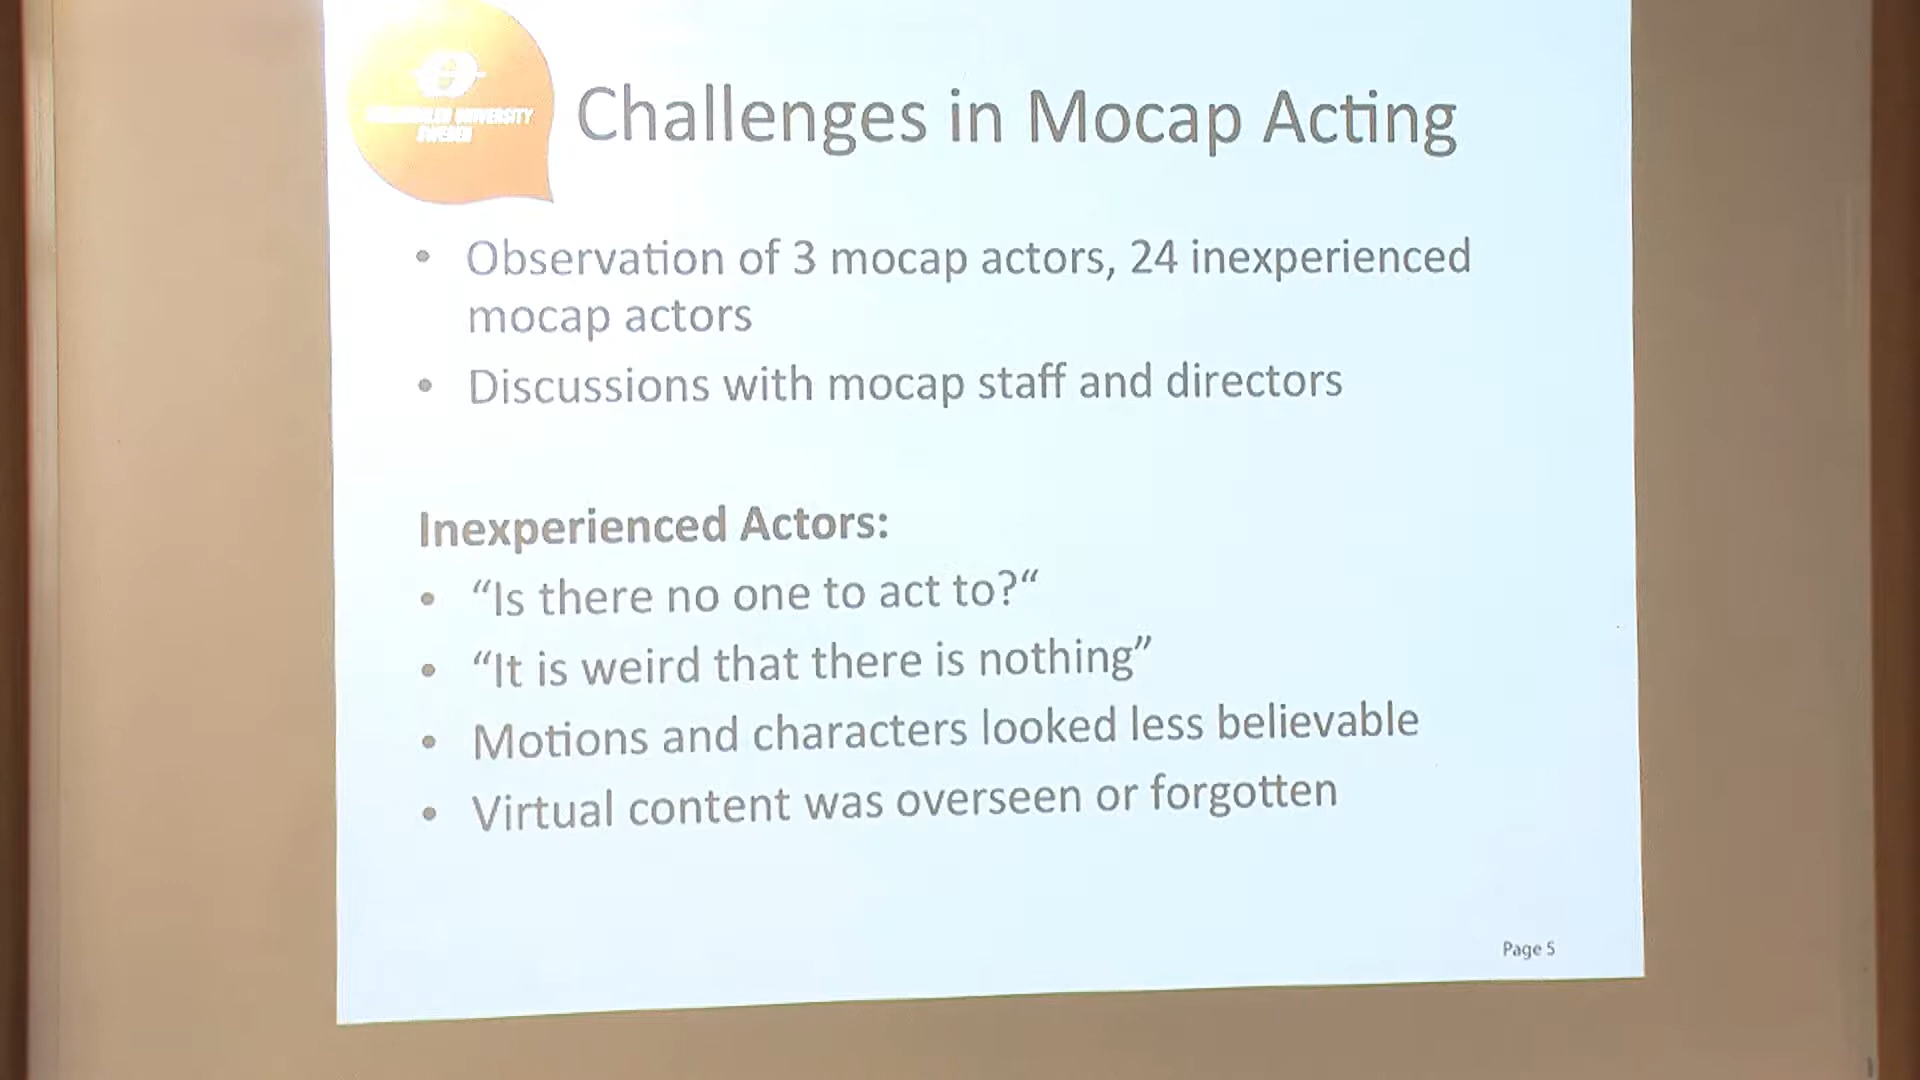 UNIVERSITY
SWEDEN
Challenges in Mocap Acting
• Observation of 3 mocap actors, 24 inexperienced
mocap actors
• Discussions with mocap staff and directors
Inexperienced Actors:
• “Is there no one to act to?“
• “It is weird that there is nothing”
• Motions and characters looked less believable
• Virtual content was overseen or forgotten
Page 5